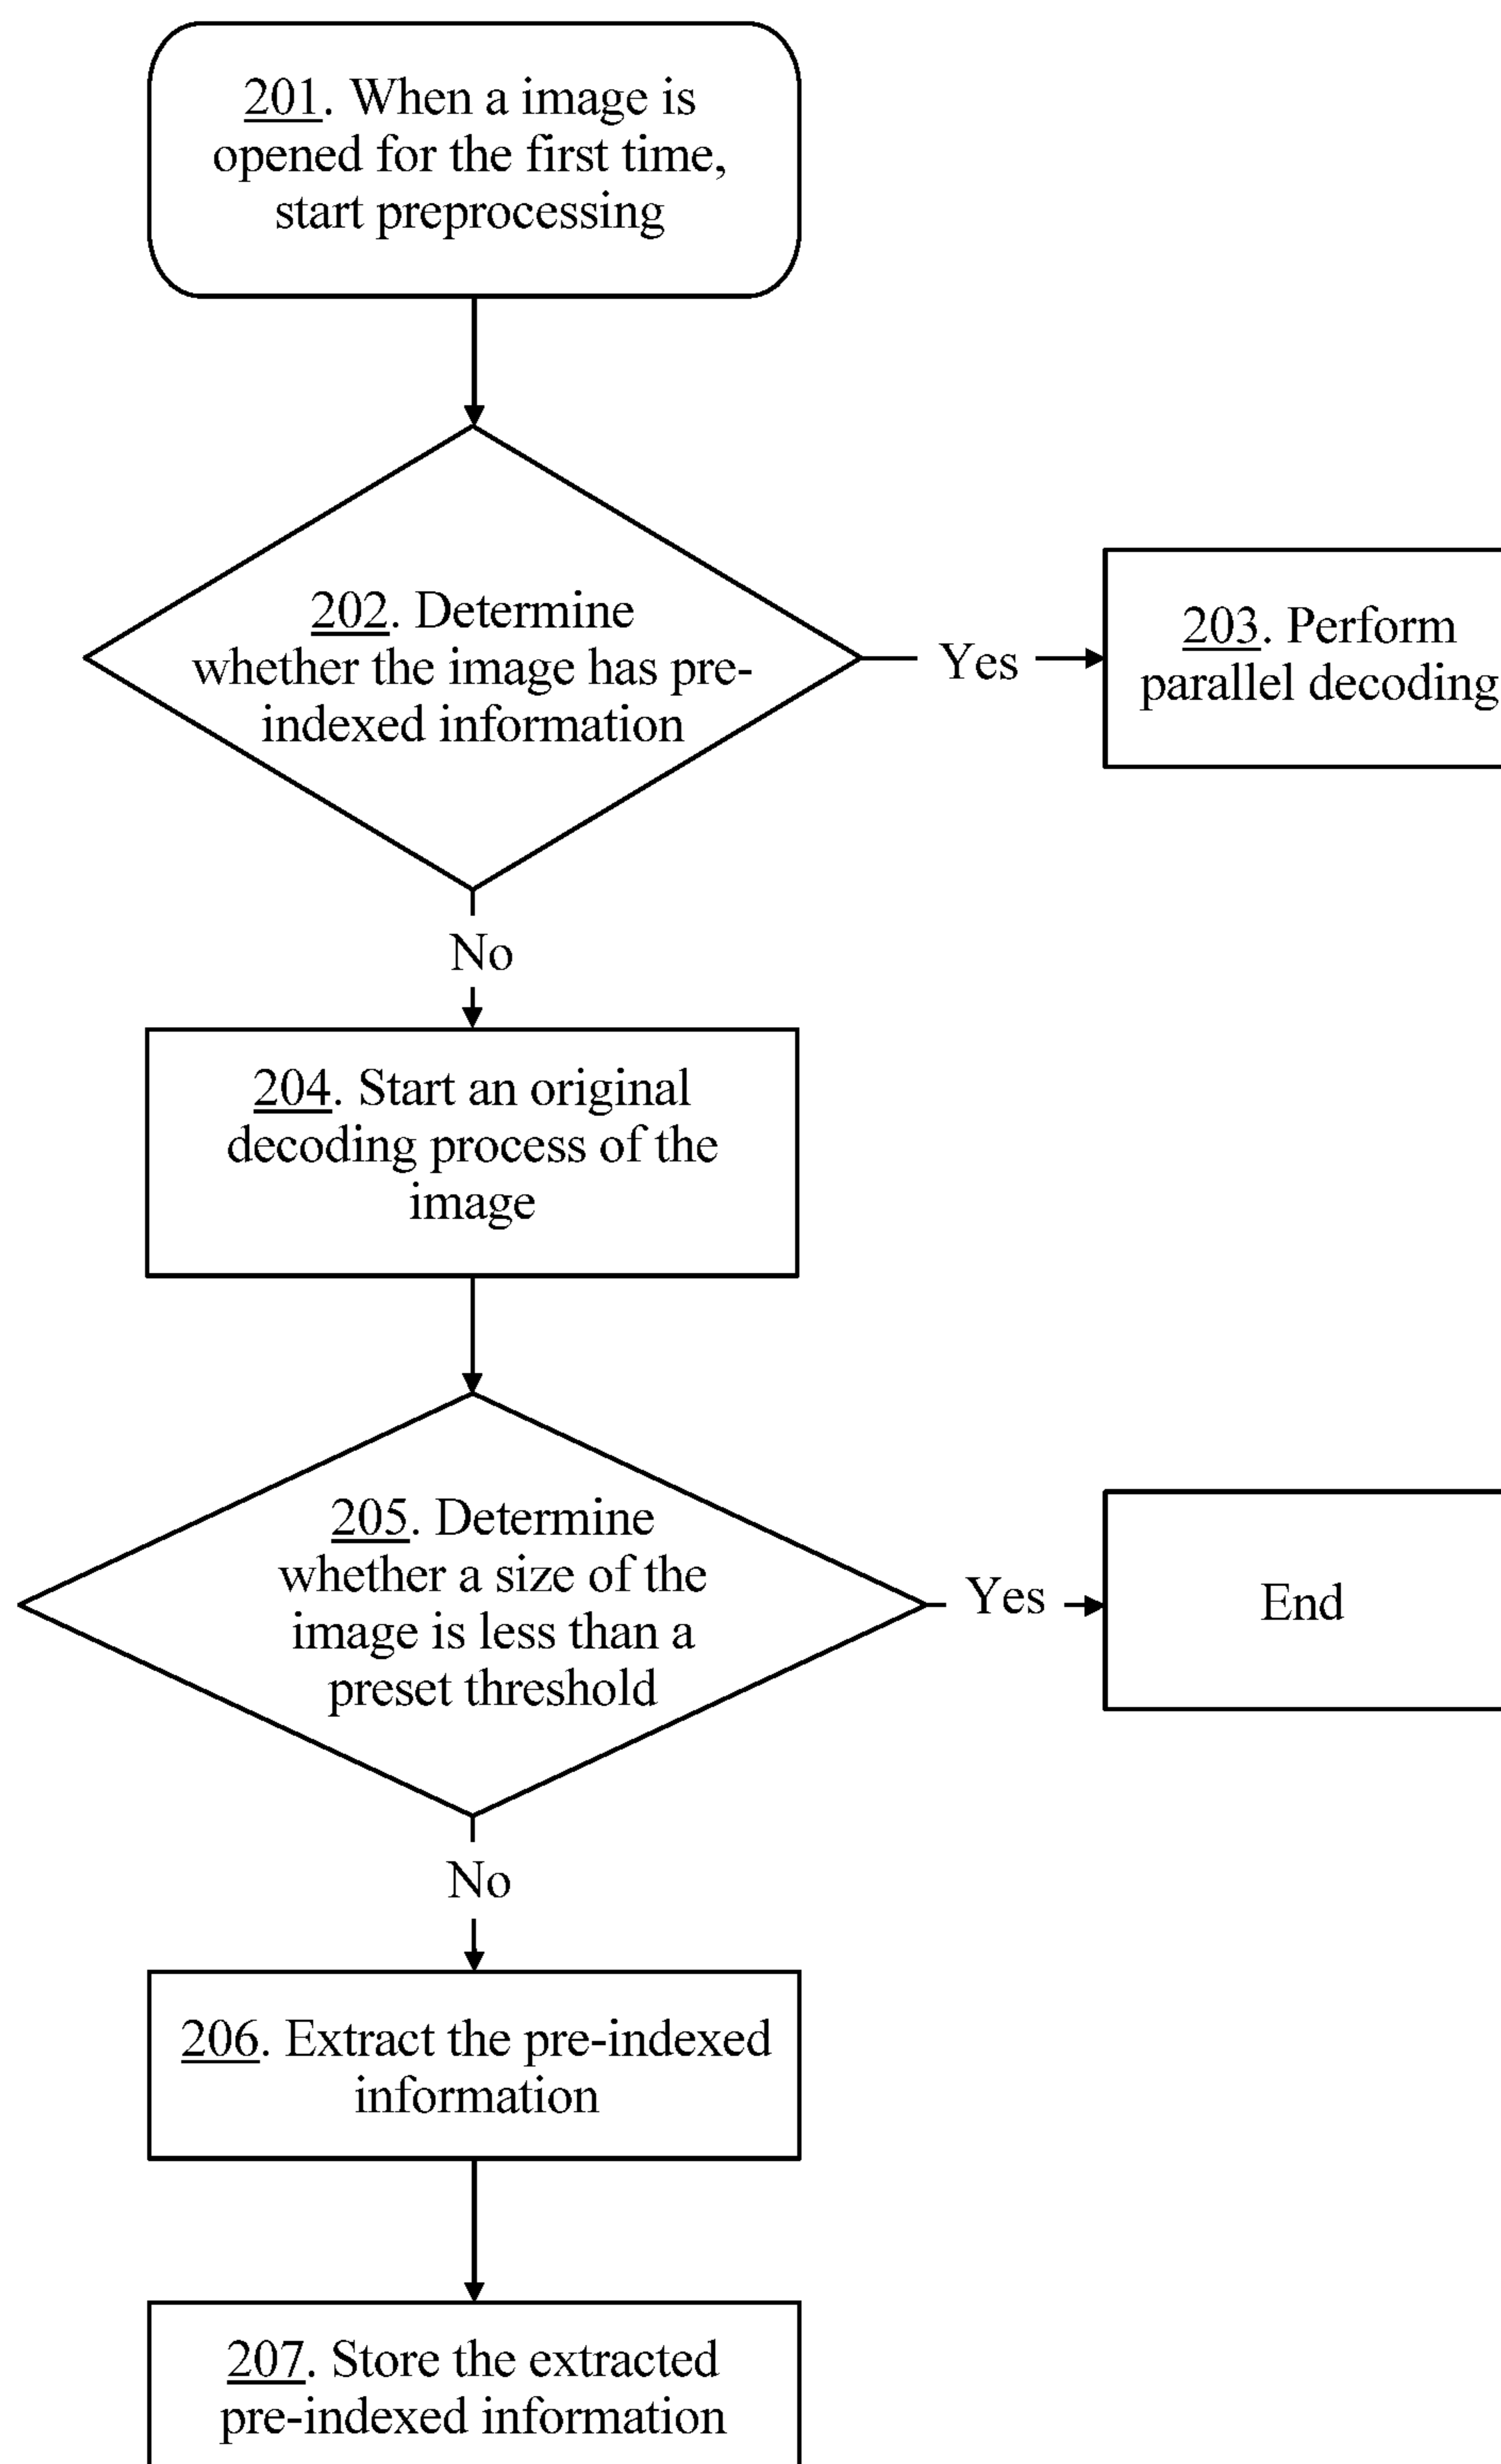 201. When a image is
opened for the first time,
start preprocessing
202. Determine
whether the image has pre-
indexed information
Yes
203. Perform
parallel decoding
No
204. Start an original
decoding process of the
image
205. Determine
whether a size of the
image is less than a
preset threshold
Yes
End
No
206. Extract the pre-indexed
information
207. Store the extracted
pre-indexed information